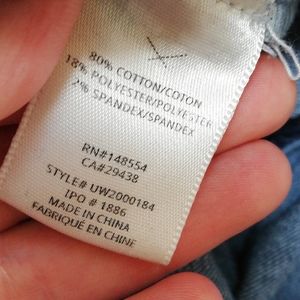 80% COTTON/COTON
18% POLYESTER/POLYESTER
2% SPANDEX/SPANDEX
RN#148554
CA#29438
STYLE# UW2000184
IPO # 1886
MADE IN CHINA
FABRIQUÉ EN CHINE